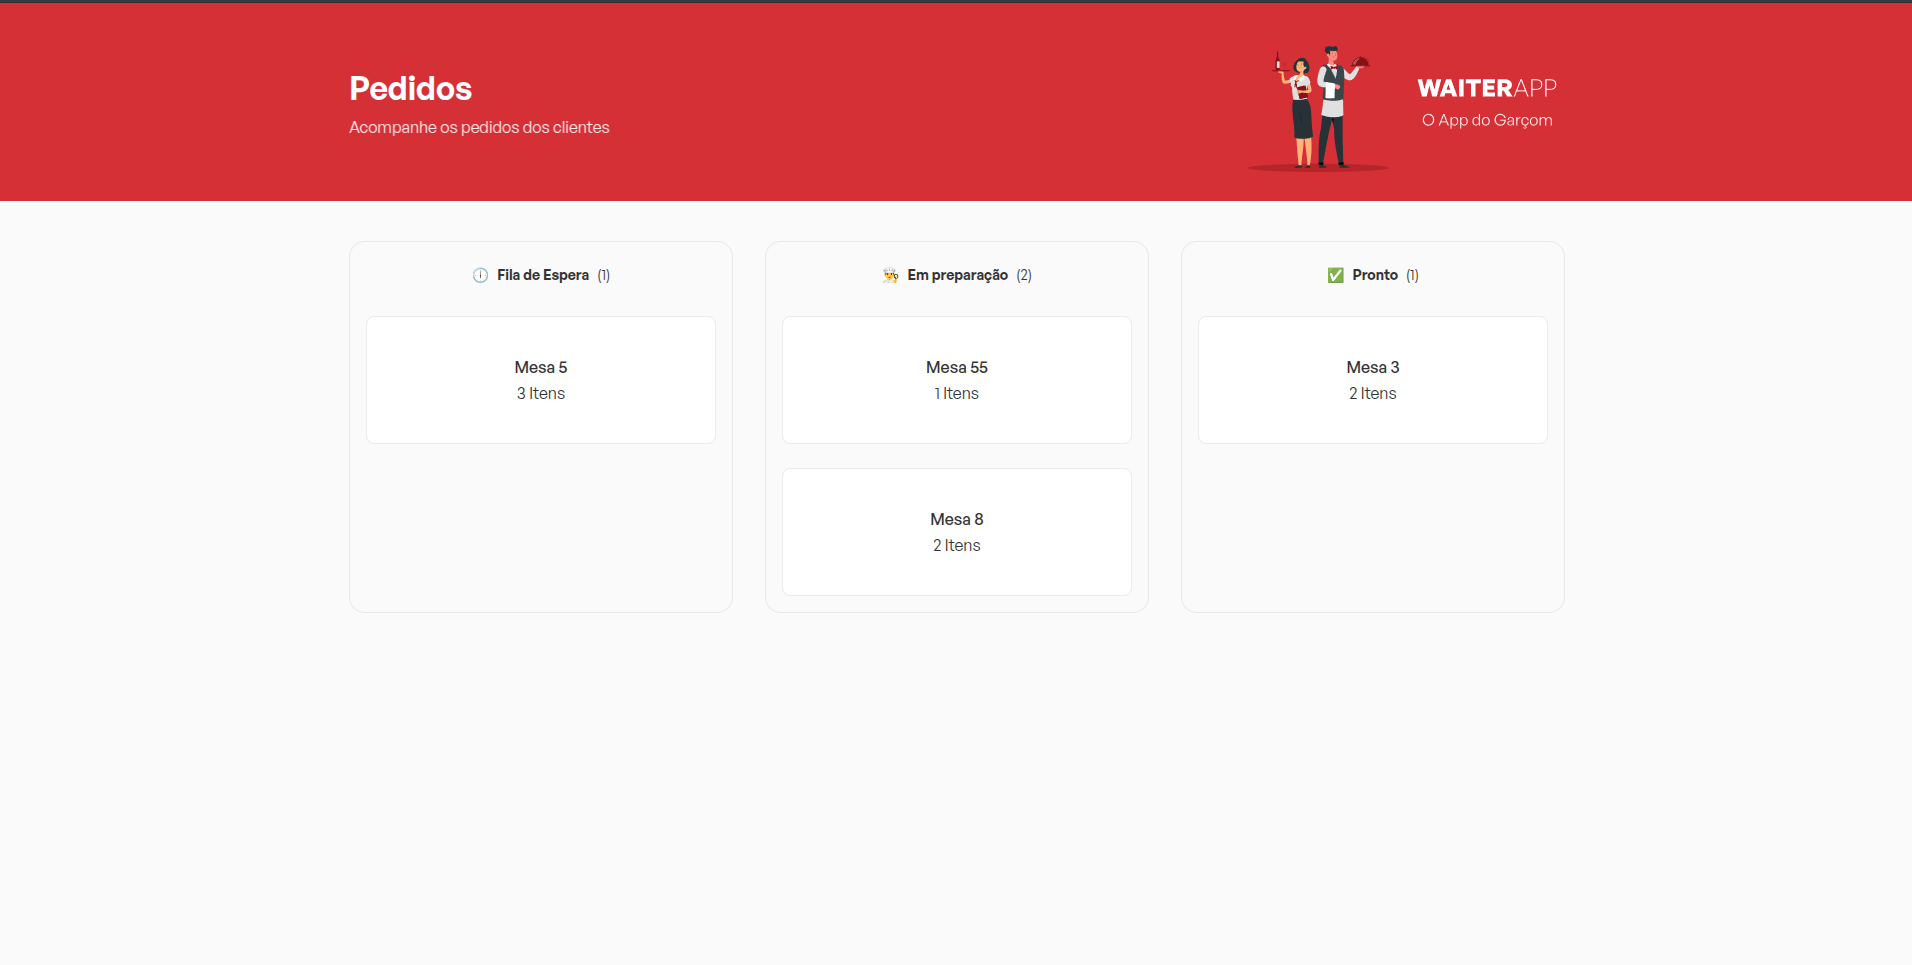 Pedidos
Acompanhe os pedidos dos clientes
WAITERAPP
O App do Garçom
Fila de Espera (1)
Mesa 5
3 Itens
Em preparação (2)
Mesa 55
1 Itens
Mesa 8
2 Itens
Pronto (1)
Mesa 3
2 Itens